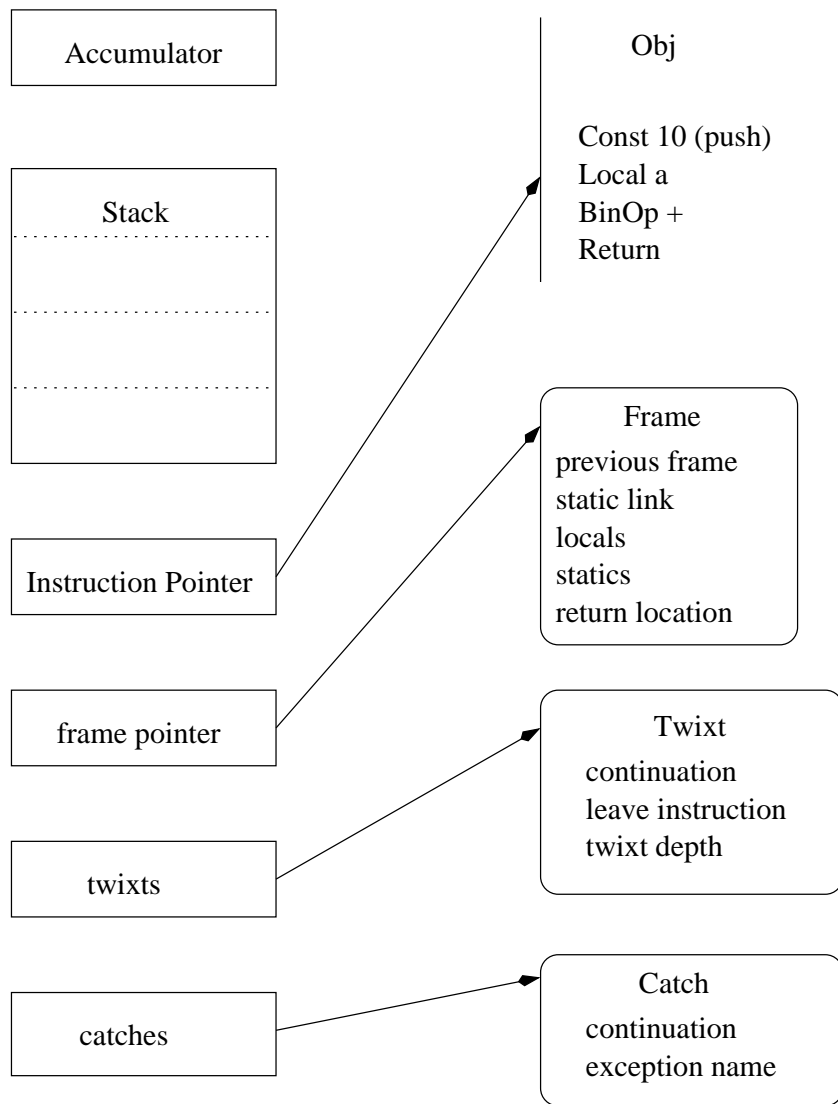 Accumulator
Stack
Instruction Pointer
frame pointer
twixts
catches
Obj
Const 10 (push)
Local a
BinOp +
Return
Frame
previous frame
static link
locals
statics
return location
Twixt
continuation
leave instruction
twixt depth
Catch
continuation
exception name